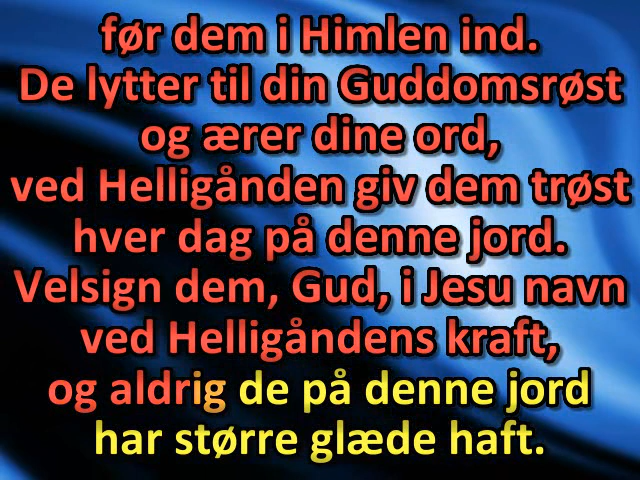 før dem i Himlen ind.
De lytter til din Guddomsrøst
og ærer dine ord,
ved Helligånden giv dem trøst
hver dag på denne jord.
Velsign dem, Gud, i Jesu navn
ved Helligåndens kraft,
og aldrig de på denne jord
har større glæde haft.